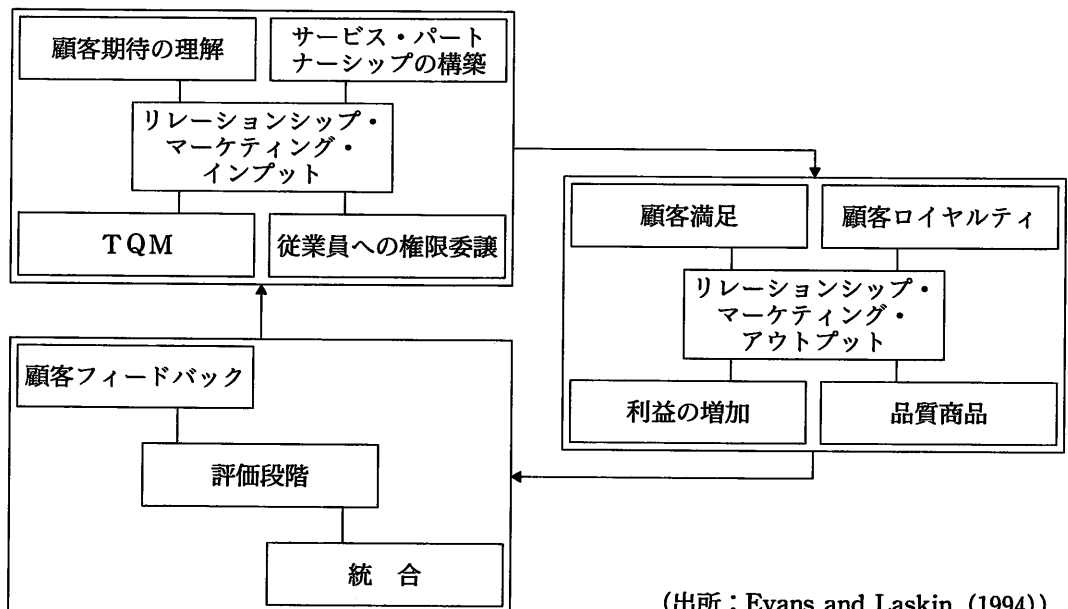 顧客期待の理解
サービス・パート
ナーシップの構築
リレーションシップ・
マーケティング・
インプット
TQM
従業員への権限委譲
顧客満足
顧客ロイヤルティ
リレーションシップ・
マーケティング・
アウトプット
利益の増加
品質商品
顧客フィードバック
評価段階
統 合
(出所：Evans and Laskin (1994))